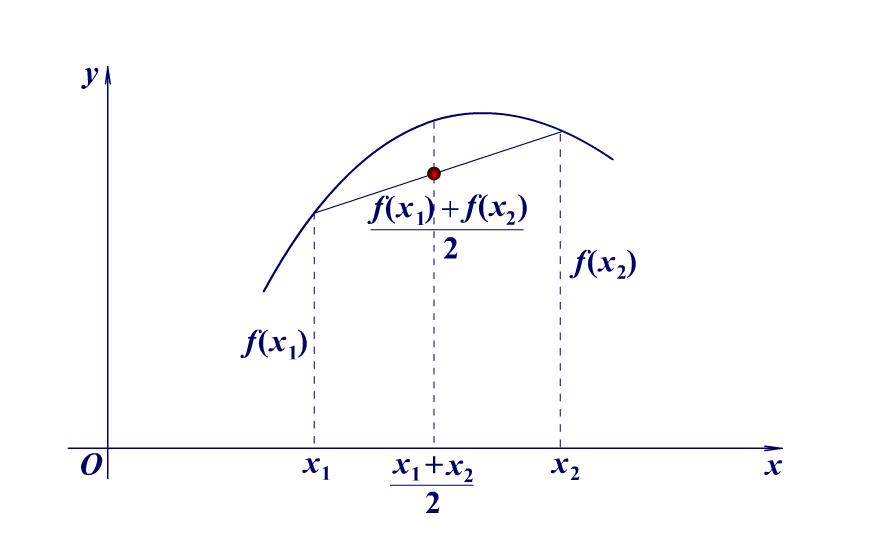 y
f(x₁)+f(x₂)
2
f(x₂)
f(x₁)
O
x₁
x₁+x₂
2
x₂
x